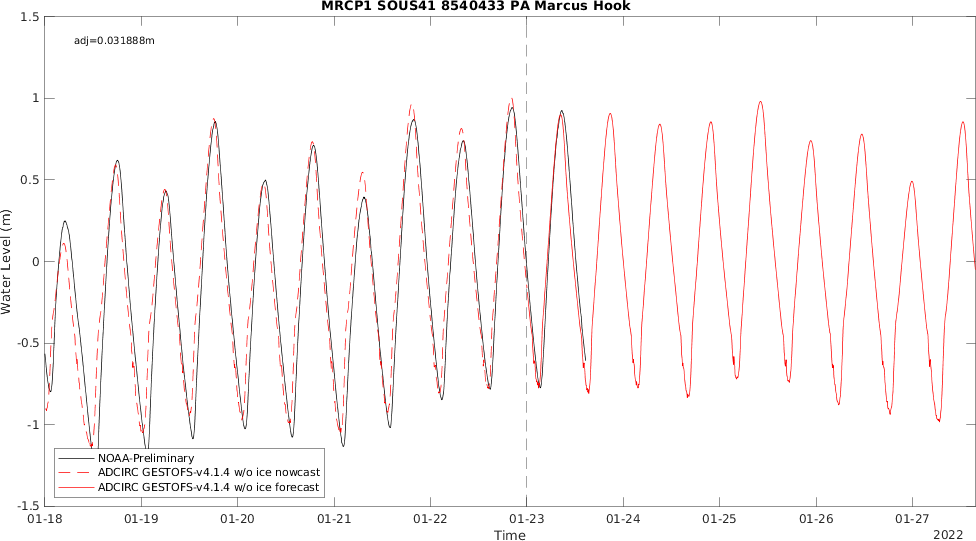 MRCP1 SOUS41 8540433 PA Marcus Hook
adj=0.031888m
1.5
1
0.5
0
-0.5
-1
-1.5
Water Level (m)
NOAA-Preliminary
ADCIRC GESTOFS-v4.1.4 w/o ice nowcast
ADCIRC GESTOFS-v4.1.4 w/o ice forecast
01-18 01-19 01-20 01-21 01-22 01-23 01-24 01-25 01-26 01-27
Time
2022